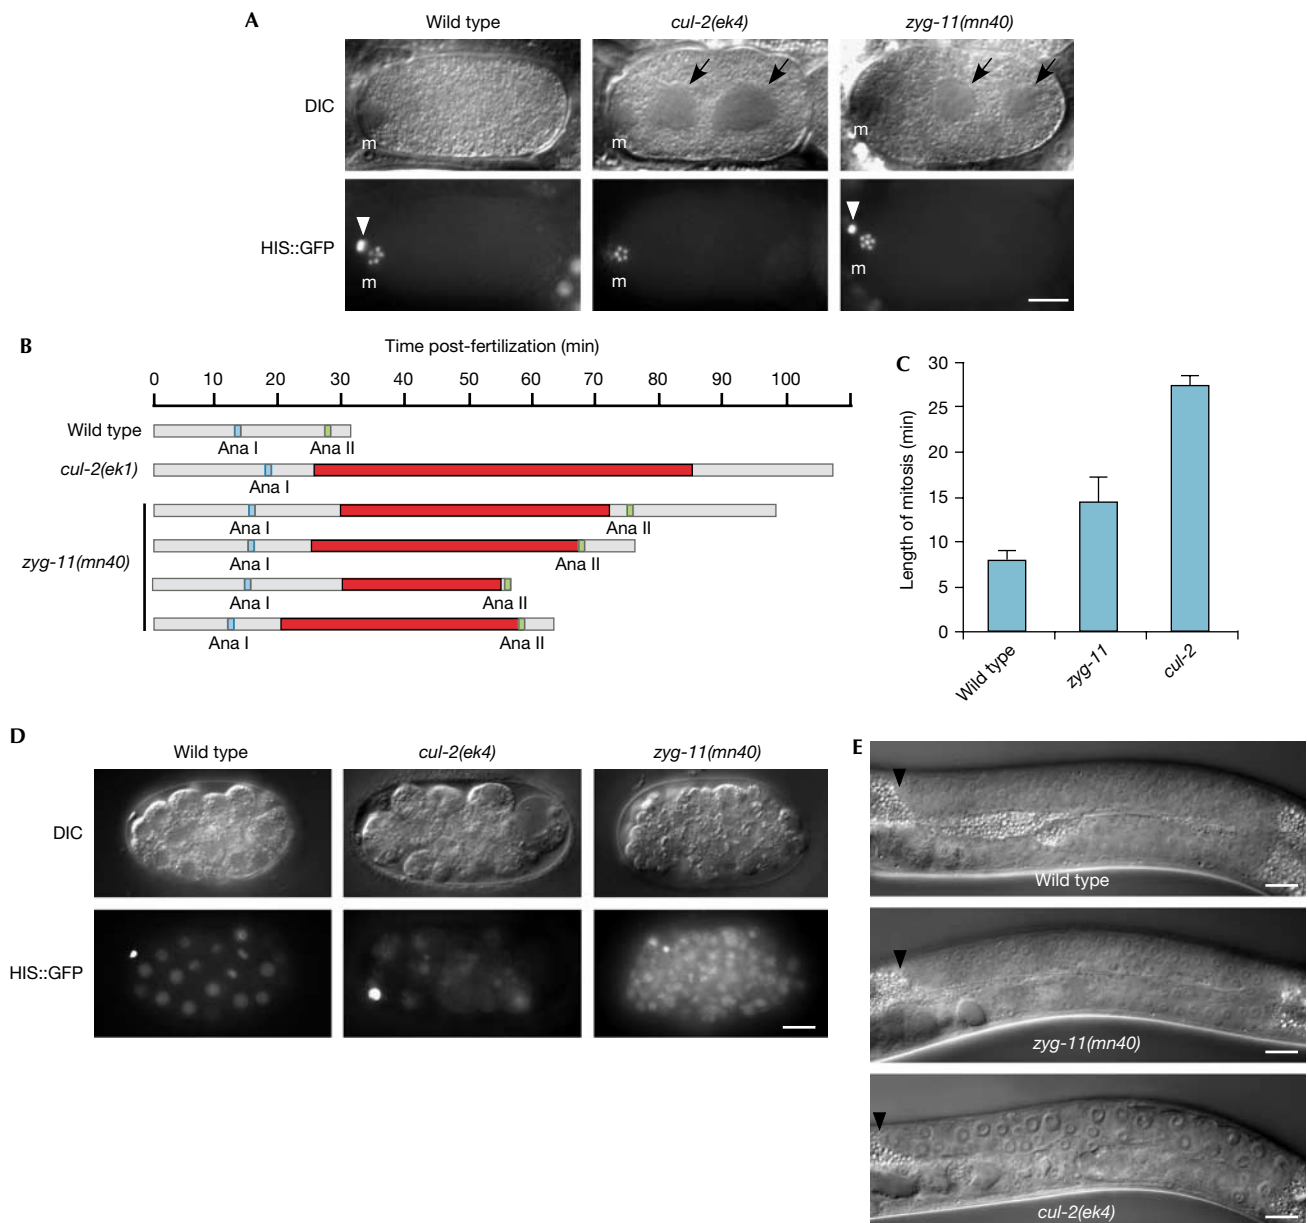 A
Wild type cul-2(ek4) zyg-11(mn40)
DIC
m m m
HIS::GFP
m m m
B
Time post-fertilization (min)
0 10 20 30 40 50 60 70 80 90 100
Wild type
Ana I Ana II
cul-2(ek1)
Ana I
zyg-11(mn40)
Ana I Ana II
Ana I Ana II
Ana I Ana II
Ana I Ana II
C
Length of mitosis (min)
30
25
20
15
10
5
0
Wild type zyg-11 cul-2
D
Wild type cul-2(ek4) zyg-11(mn40)
DIC
HIS::GFP
E
Wild type
zyg-11(mn40)
cul-2(ek4)